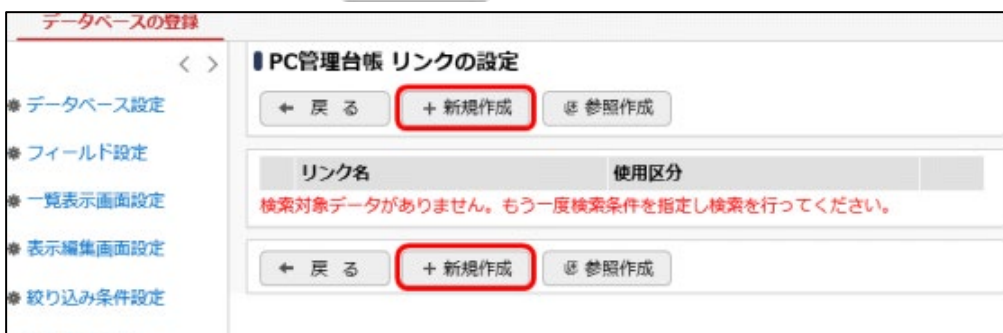 データベースの登録
< >
データベース設定
フィールド設定
一覧表示画面設定
表示編集画面設定
絞り込み条件設定
PC管理台帳 リンクの設定
← 戻 る
+ 新規作成
参照作成
リンク名 使用区分
検索対象データがありません。もう一度検索条件を指定し検索を行ってください。
← 戻 る
+ 新規作成
参照作成